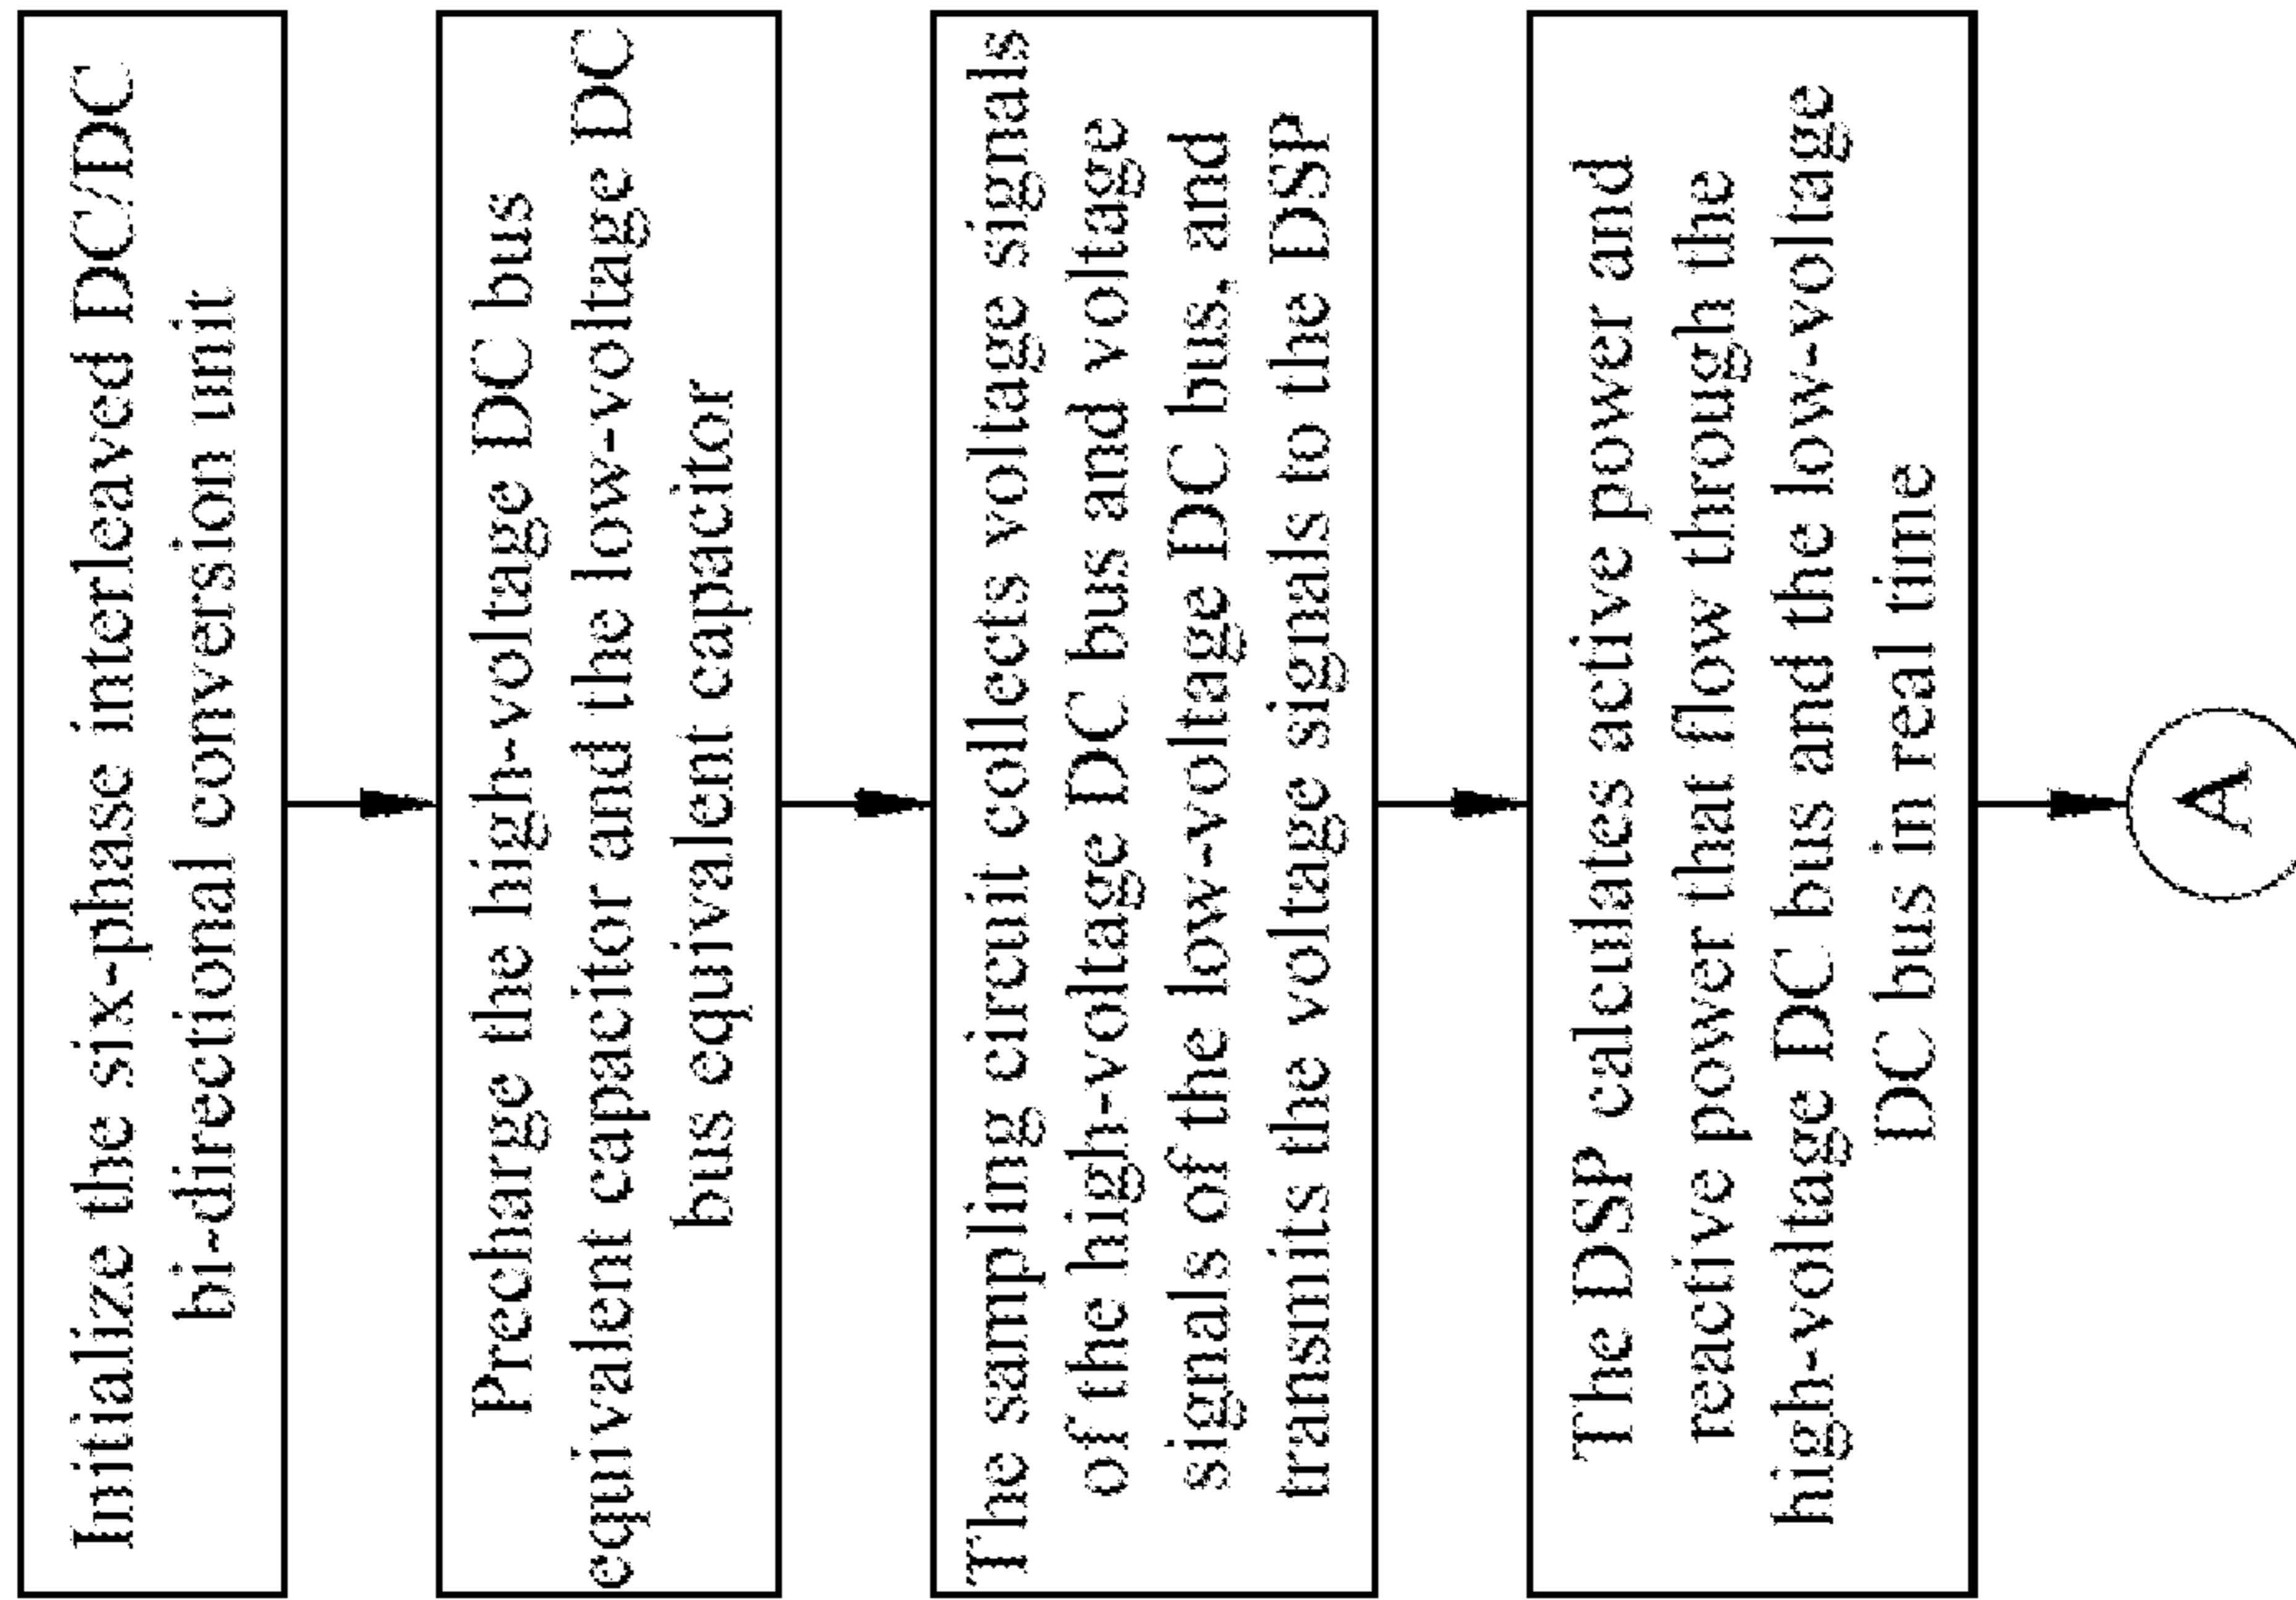 Initialize the six-phase interleaved DC/DC
bi-directional conversion unit
Precharge the high-voltage DC bus
equivalent capacitor and the low-voltage DC
bus equivalent capacitor
The sampling circuit collects voltage signals
of the high-voltage DC bus and voltage
signals of the low-voltage DC bus, and
transmits the voltage signals to the DSP
The DSP calculates active power and
reactive power that flow through the
high-voltage DC bus and the low-voltage
DC bus in real time
A